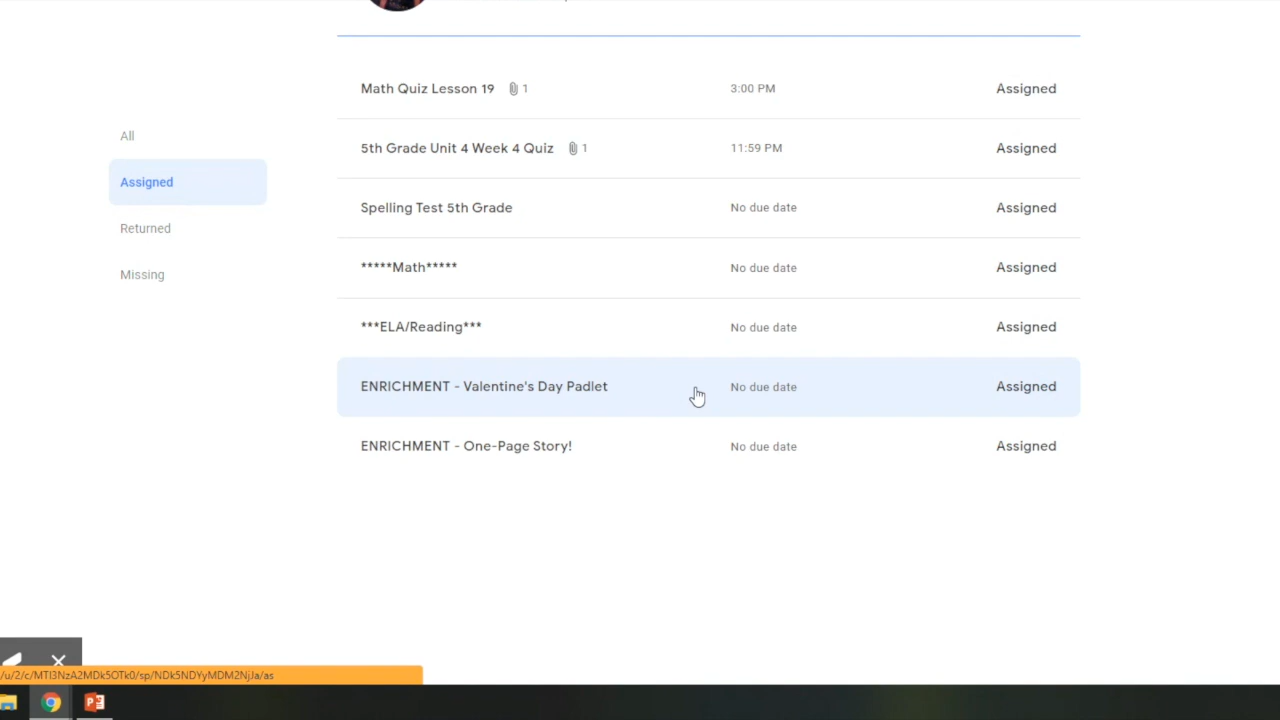 Math Quiz Lesson 19 1 3:00 PM Assigned
All
5th Grade Unit 4 Week 4 Quiz 1 11:59 PM Assigned
Assigned
Spelling Test 5th Grade No due date Assigned
Returned
*****Math***** No due date Assigned
Missing
***ELA/Reading*** No due date Assigned
ENRICHMENT - Valentine's Day Padlet No due date Assigned
ENRICHMENT - One-Page Story! No due date Assigned